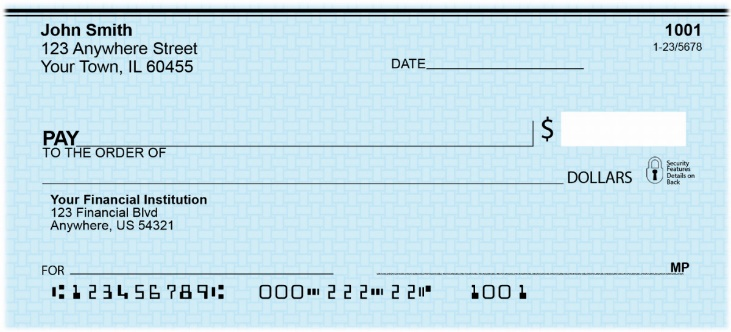 John Smith
1001
123 Anywhere Street
1-23/5678
Your Town, IL 60455
DATE
PAY
TO THE ORDER OF
$
DOLLARS
Security
Features
Details on
Back
Your Financial Institution
123 Financial Blvd
Anywhere, US 54321
FOR
MP
⑆123456789⑆ 000⑉222⑉22⑈ 1001